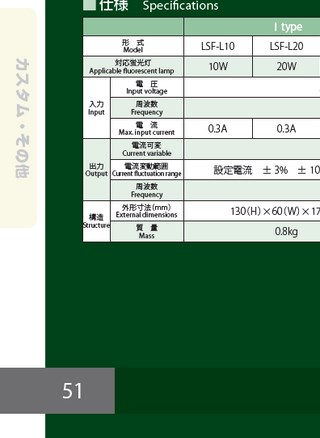 ■仕様 Specifications
I type
形 式
Model
LSF-L10 LSF-L20
対応蛍光灯
Applicable fluorescent lamp
10W 20W
入力
Input
電 圧
Input voltage
周波数
Frequency
電 流
Max. input current
0.3A 0.3A
出力
Output
電流可変
Current variable
電流変動範囲
Current fluctuation range
設定電流 ±3% ±10
周波数
Frequency
構造
Structure
外形寸法(mm)
External dimensions
130(H)×60(W)×17
質 量
Mass
0.8kg
カスタム・その他
51